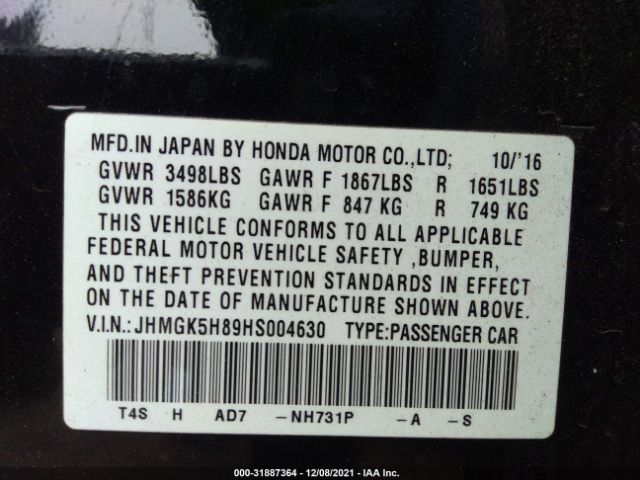 MFD.IN JAPAN BY HONDA MOTOR CO.,LTD; 10/'16
GVWR 3498LBS GAWR F 1867LBS R 1651LBS
GVWR 1586KG GAWR F 847 KG R 749 KG
THIS VEHICLE CONFORMS TO ALL APPLICABLE
FEDERAL MOTOR VEHICLE SAFETY ,BUMPER,
AND THEFT PREVENTION STANDARDS IN EFFECT
ON THE DATE OF MANUFACTURE SHOWN ABOVE.
V.I.N.:JHMGK5H89HS004630 TYPE:PASSENGER CAR
T4S H AD7 -NH731P -A -S
000-31887364 - 12/08/2021 - IAA Inc.